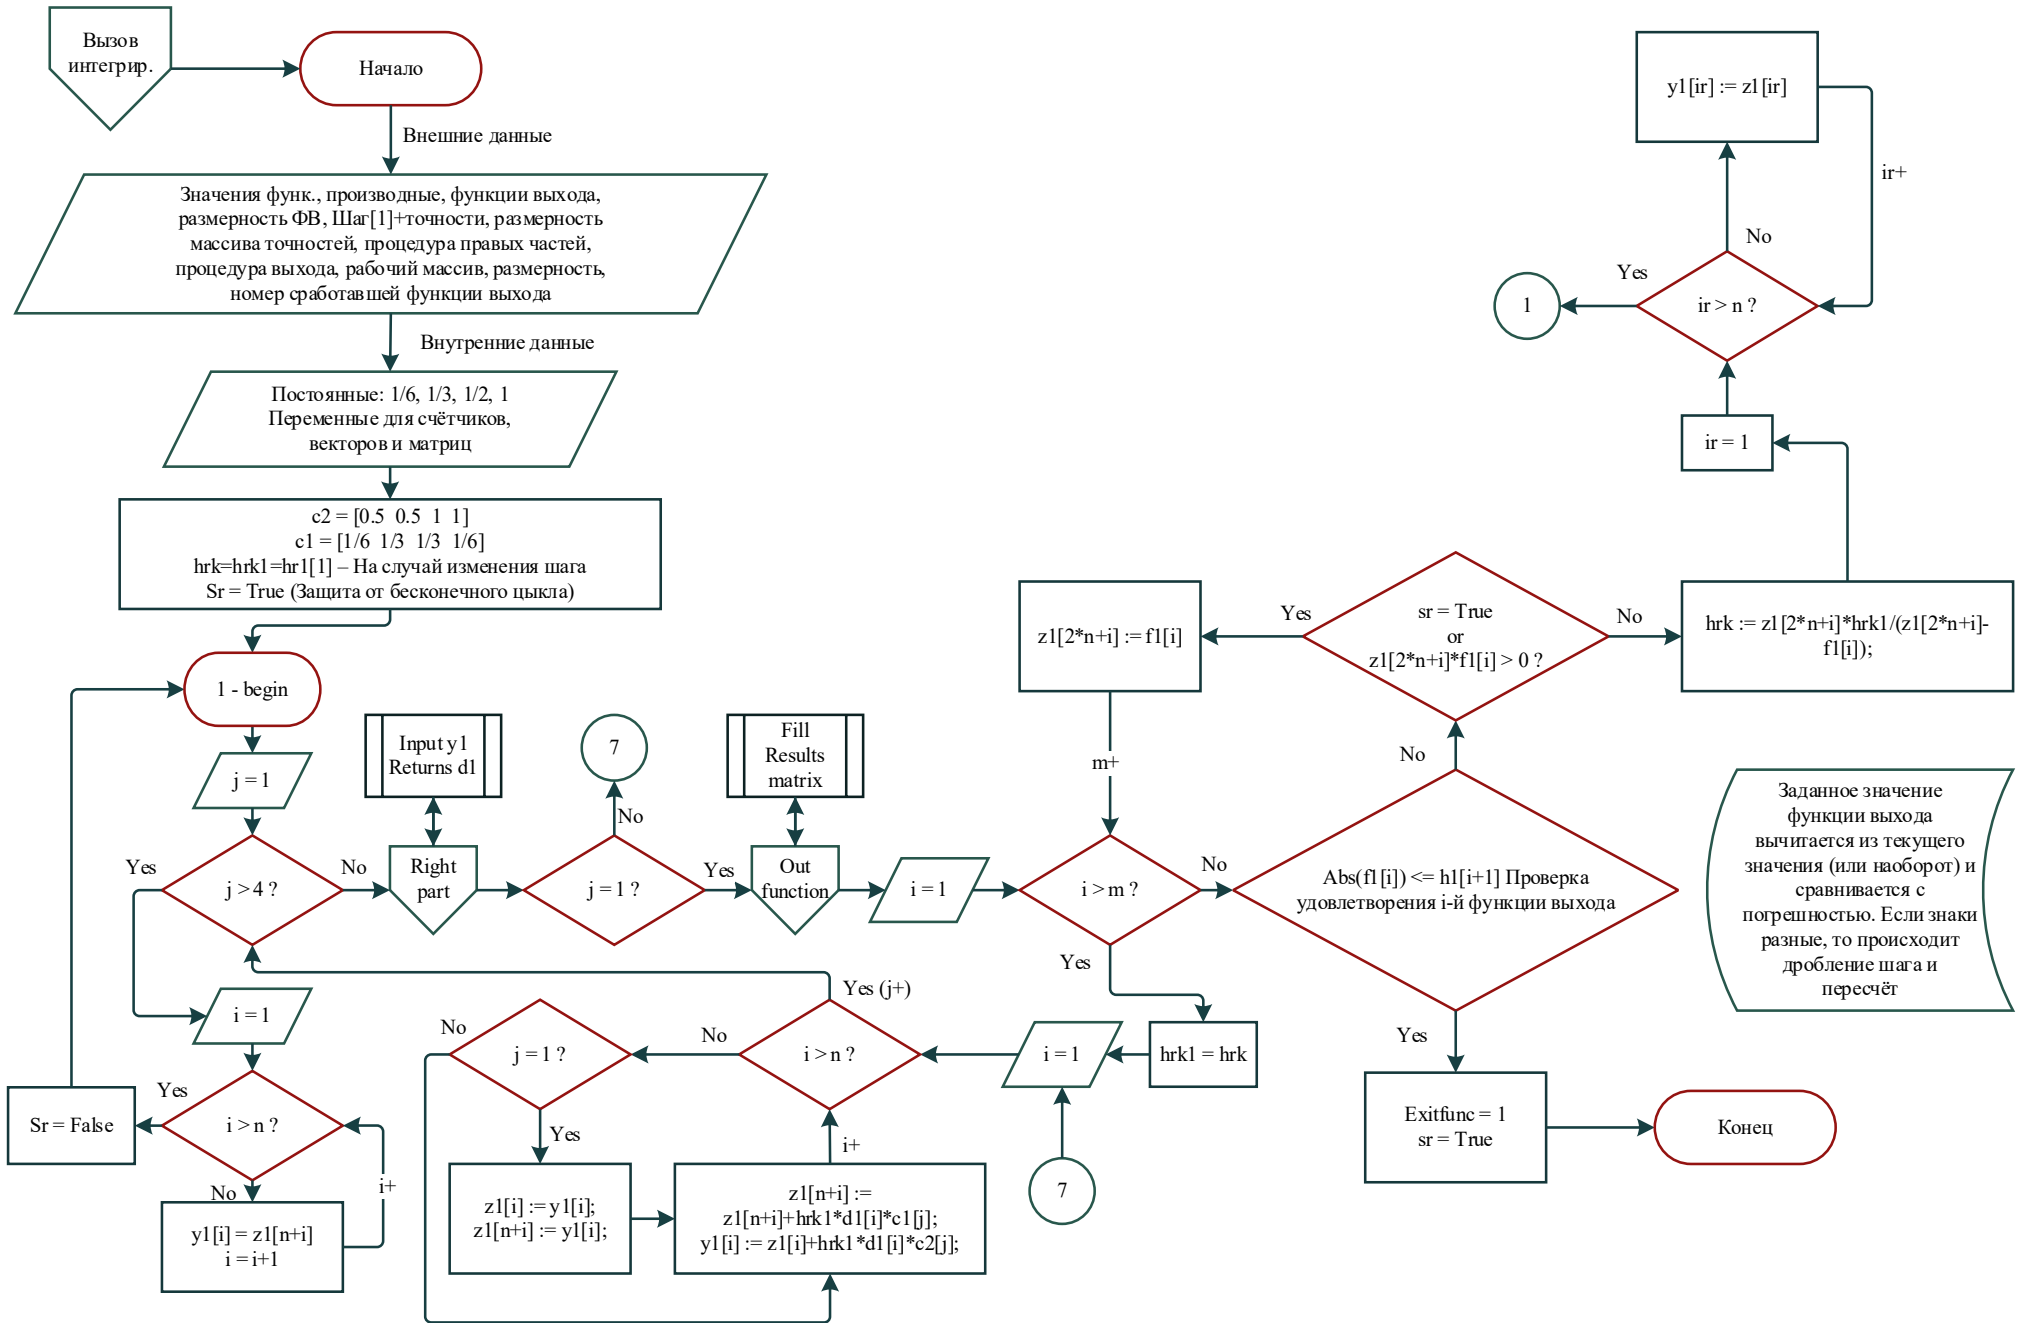 Вызов
интегрир.
Начало
Внешние данные
Значения функ., производные, функции выхода,
размерность ФВ, Шаг[1]+точности, размерность
массива точностей, процедура правых частей,
процедура выхода, рабочий массив, размерность,
номер сработавшей функции выхода
Внутренние данные
Постоянные: 1/6, 1/3, 1/2, 1
Переменные для счётчиков,
векторов и матриц
c2 = [0.5 0.5 1 1]
c1 = [1/6 1/3 1/3 1/6]
hrk=hrk1=hr1[1] – На случай изменения шага
Sr = True (Защита от бесконечного цикла)
1 - begin
j = 1
j > 4 ?
Yes
No
Input y1
Returns d1
Right
part
j = 1 ?
No
7
Yes
Fill
Results
matrix
Out
function
i = 1
i > m ?
No
Yes
m+
z1[2*n+i] := f1[i]
Yes
sr = True
or
z1[2*n+i]*f1[i] > 0 ?
No
hrk := z1[2*n+i]*hrk1/(z1[2*n+i]-
f1[i]);
ir = 1
ir > n ?
Yes
1
No
y1[ir] := z1[ir]
ir+
No
Abs(f1[i]) <= h1[i+1] Проверка
удовлетворения i-й функции выхода
Yes
Exitfunc = 1
sr = True
Конец
Заданное значение
функции выхода
вычитается из текущего
значения (или наоборот) и
сравнивается с
погрешностью. Если знаки
разные, то происходит
дробление шага и
пересчёт
hrk1 = hrk
i = 1
7
i > n ?
Yes (j+)
No
j = 1 ?
No
Yes
z1[i] := y1[i];
z1[n+i] := y1[i];
z1[n+i] :=
z1[n+i]+hrk1*d1[i]*c1[j];
y1[i] := z1[i]+hrk1*d1[i]*c2[j];
i+
i = 1
i > n ?
Yes
Sr = False
No
y1[i] = z1[n+i]
i = i+1
i+